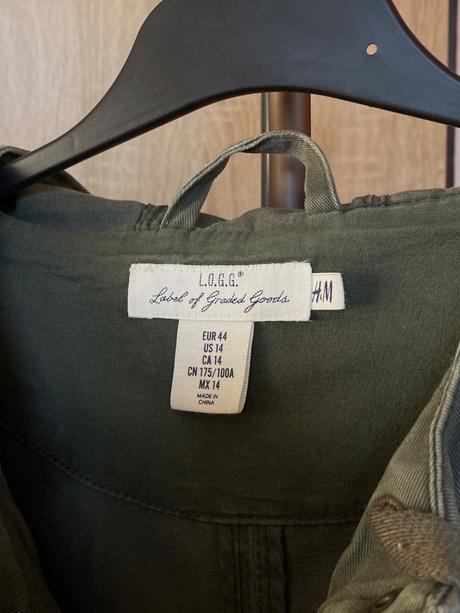 L.O.G.G.®
Label of Graded Goods
H&M
EUR 44
US 14
CA 14
CN 175/100A
MX 14
MADE IN
CHINA